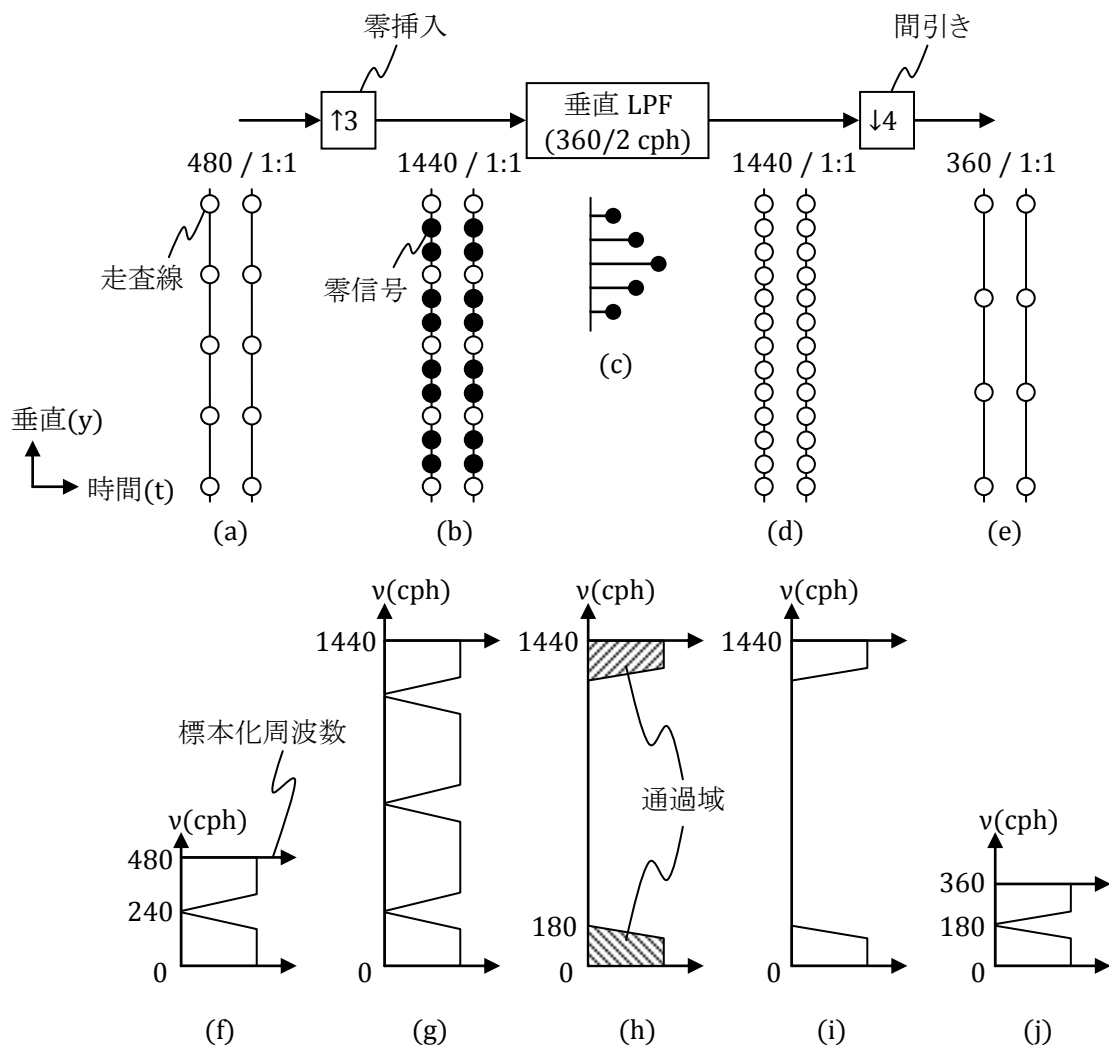 零挿入
間引き
↑3
垂直 LPF
(360/2 cph)
↓4
480 / 1:1
1440 / 1:1
1440 / 1:1
360 / 1:1
走査線
零信号
(c)
垂直(y)
時間(t)
(a)
(b)
(d)
(e)
ν(cph)
ν(cph)
ν(cph)
1440
1440
1440
標本化周波数
通過域
ν(cph)
ν(cph)
480
360
240
180
180
0
0
0
0
0
(f)
(g)
(h)
(i)
(j)